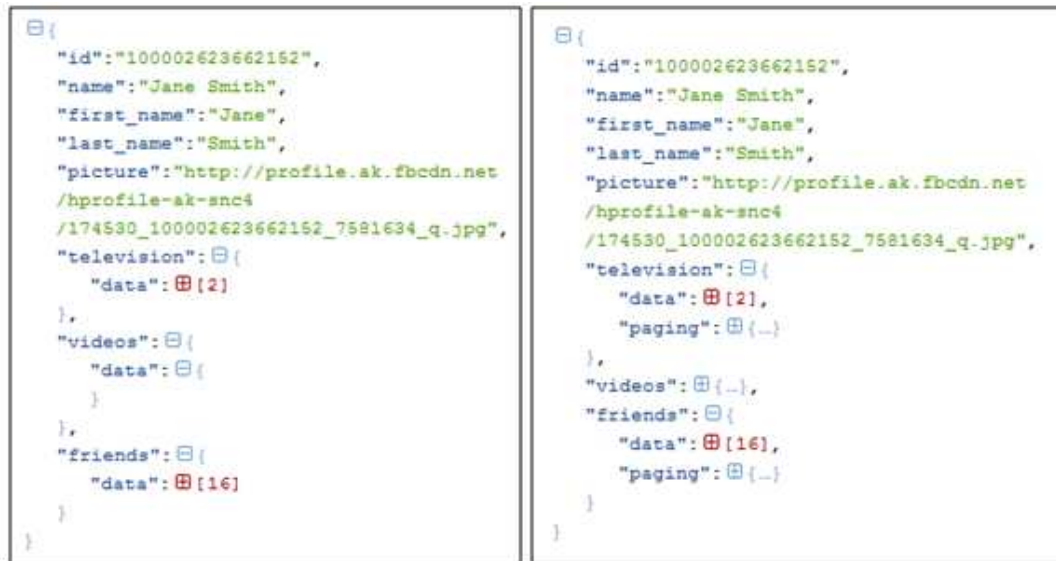 {
"id":"100002623662152",
"name":"Jane Smith",
"first_name":"Jane",
"last_name":"Smith",
"picture":"http://profile.ak.fbcdn.net
/hprofile-ak-snc4
/174530_100002623662152_7581634_q.jpg",
"television": {
"data": [2]
},
"videos": {
"data": {
}
},
"friends": {
"data": [16]
}
}
{
"id":"100002623662152",
"name":"Jane Smith",
"first_name":"Jane",
"last_name":"Smith",
"picture":"http://profile.ak.fbcdn.net
/hprofile-ak-snc4
/174530_100002623662152_7581634_q.jpg",
"television": {
"data": [2],
"paging": {…}
},
"videos": {…},
"friends": {
"data": [16],
"paging": {…}
}
}